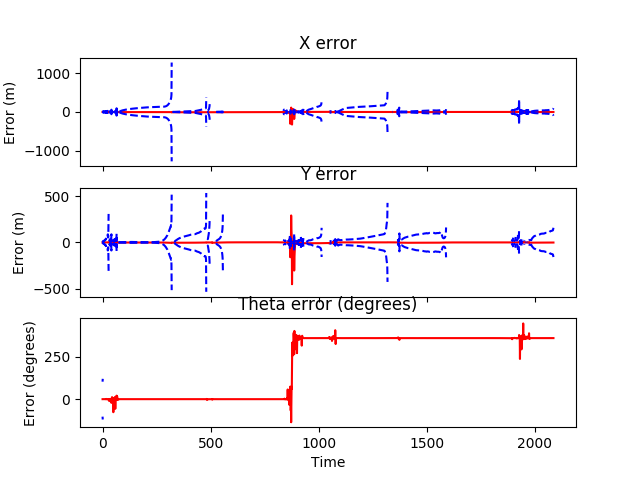 X error
1000
0
−1000
Error (m)
Y error
500
0
−500
Error (m)
Theta error (degrees)
250
0
Error (degrees)
0 500 1000 1500 2000
Time